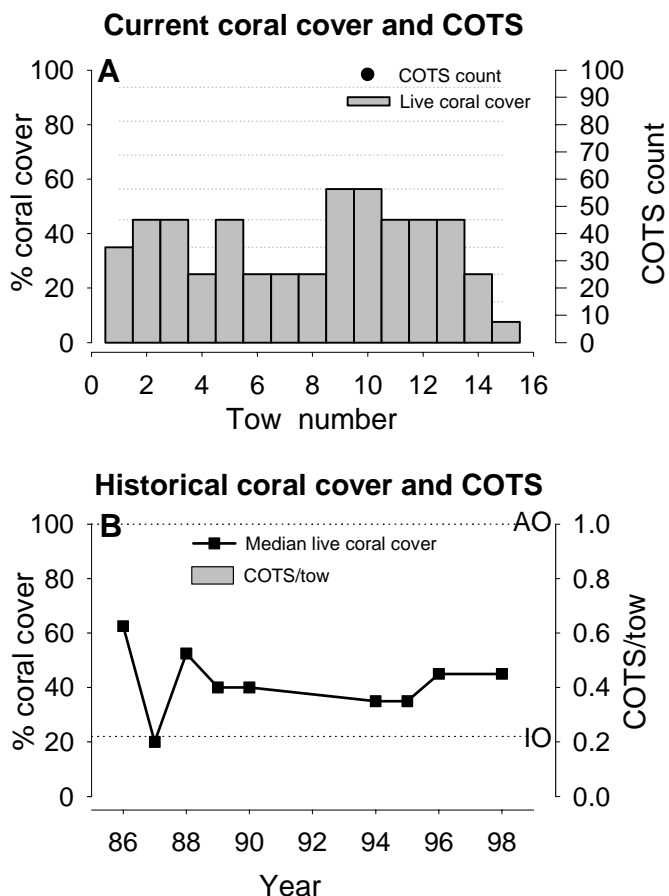 Current coral cover and COTS
A
COTS count
Live coral cover
100
80
60
40
20
0
% coral cover
100
90
80
70
60
50
40
30
20
10
0
COTS count
0 2 4 6 8 10 12 14 16
Tow number
Historical coral cover and COTS
B
AO
Median live coral cover
COTS/tow
IO
100
80
60
40
20
0
% coral cover
1.0
0.8
0.6
0.4
0.2
0.0
COTS/tow
86 88 90 92 94 96 98
Year